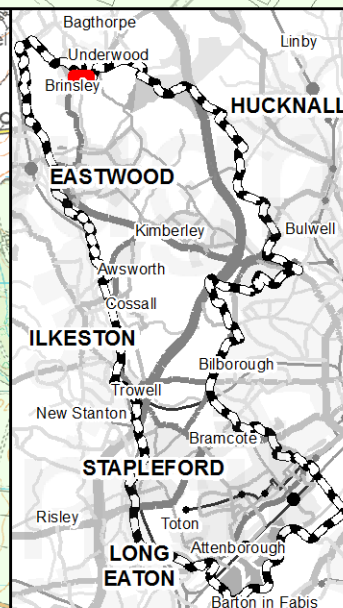 Bagthorpe
Linby
Underwood
Brinsley
HUCKNALL
EASTWOOD
Kimberley
Bulwell
Awsworth
Cossall
ILKESTON
Bilborough
Trowell
New Stanton
Bramcote
STAPLEFORD
Risley
Toton
LONG
EATON
Attenborough
Barton in Fabis